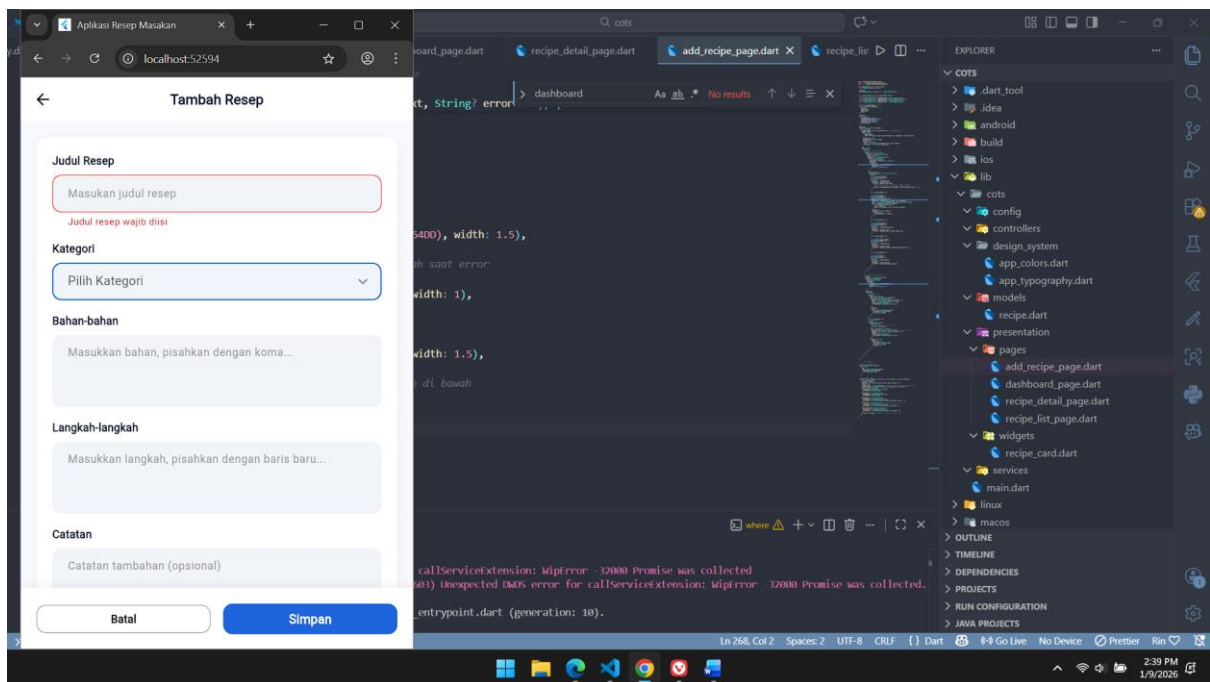 Aplikasi Resep Masakan
localhost:52594
Tambah Resep
Judul Resep
Masukan judul resep
Judul resep wajib diisi
Kategori
Pilih Kategori
Bahan-bahan
Masukkan bahan, pisahkan dengan koma...
Langkah-langkah
Masukkan langkah, pisahkan dengan baris baru...
Catatan
Catatan tambahan (opsional)
Batal
Simpan
cots
oard_page.dart
recipe_detail_page.dart
add_recipe_page.dart
recipe_lis
xt, String? error
dashboard
Aa ab .* No results
54DD), width: 1.5),
ah saat error
width: 1),
width: 1.5),
di bawah
where
callServiceExtension: WipError -32000 Promise was collected
603) Unexpected DWDS error for callServiceExtension: WipError -32000 Promise was collected.
_entrypoint.dart (generation: 10).
EXPLORER
COTS
.dart_tool
.idea
android
build
ios
lib
cots
config
controllers
design_system
app_colors.dart
app_typography.dart
models
recipe.dart
presentation
pages
add_recipe_page.dart
dashboard_page.dart
recipe_detail_page.dart
recipe_list_page.dart
widgets
recipe_card.dart
services
main.dart
linux
macos
OUTLINE
TIMELINE
DEPENDENCIES
PROJECTS
RUN CONFIGURATION
JAVA PROJECTS
Ln 268, Col 2 Spaces: 2 UTF-8 CRLF { } Dart Go Live No Device Prettier Rin
2:39 PM
1/9/2026